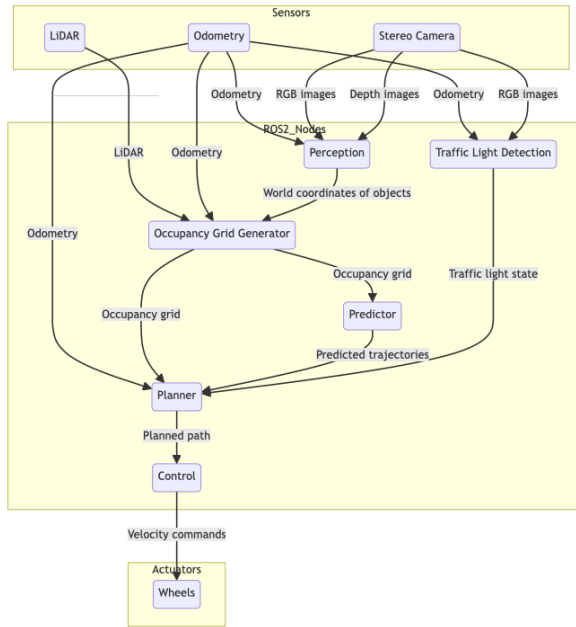 Sensors
LiDAR
Odometry
Stereo Camera
Odometry
RGB images
Depth images
Odometry
RGB images
ROS2_Nodes
LiDAR
Odometry
Perception
Traffic Light Detection
World coordinates of objects
Odometry
Occupancy Grid Generator
Occupancy grid
Traffic light state
Occupancy grid
Predictor
Predicted trajectories
Planner
Planned path
Control
Velocity commands
Actuators
Wheels